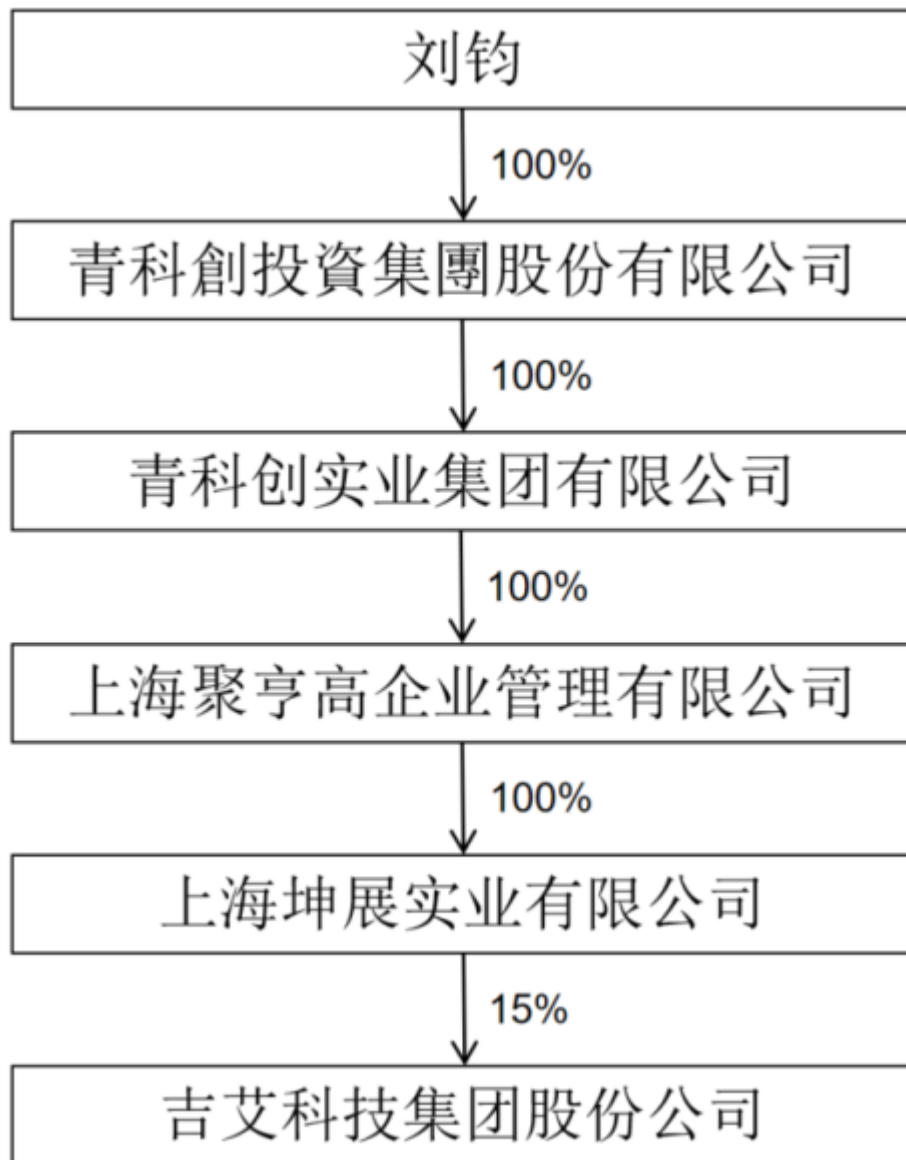 刘钧
100%
青科創投資集團股份有限公司
100%
青科创实业集团有限公司
100%
上海聚亨高企业管理有限公司
100%
上海坤展实业有限公司
15%
吉艾科技集团股份公司